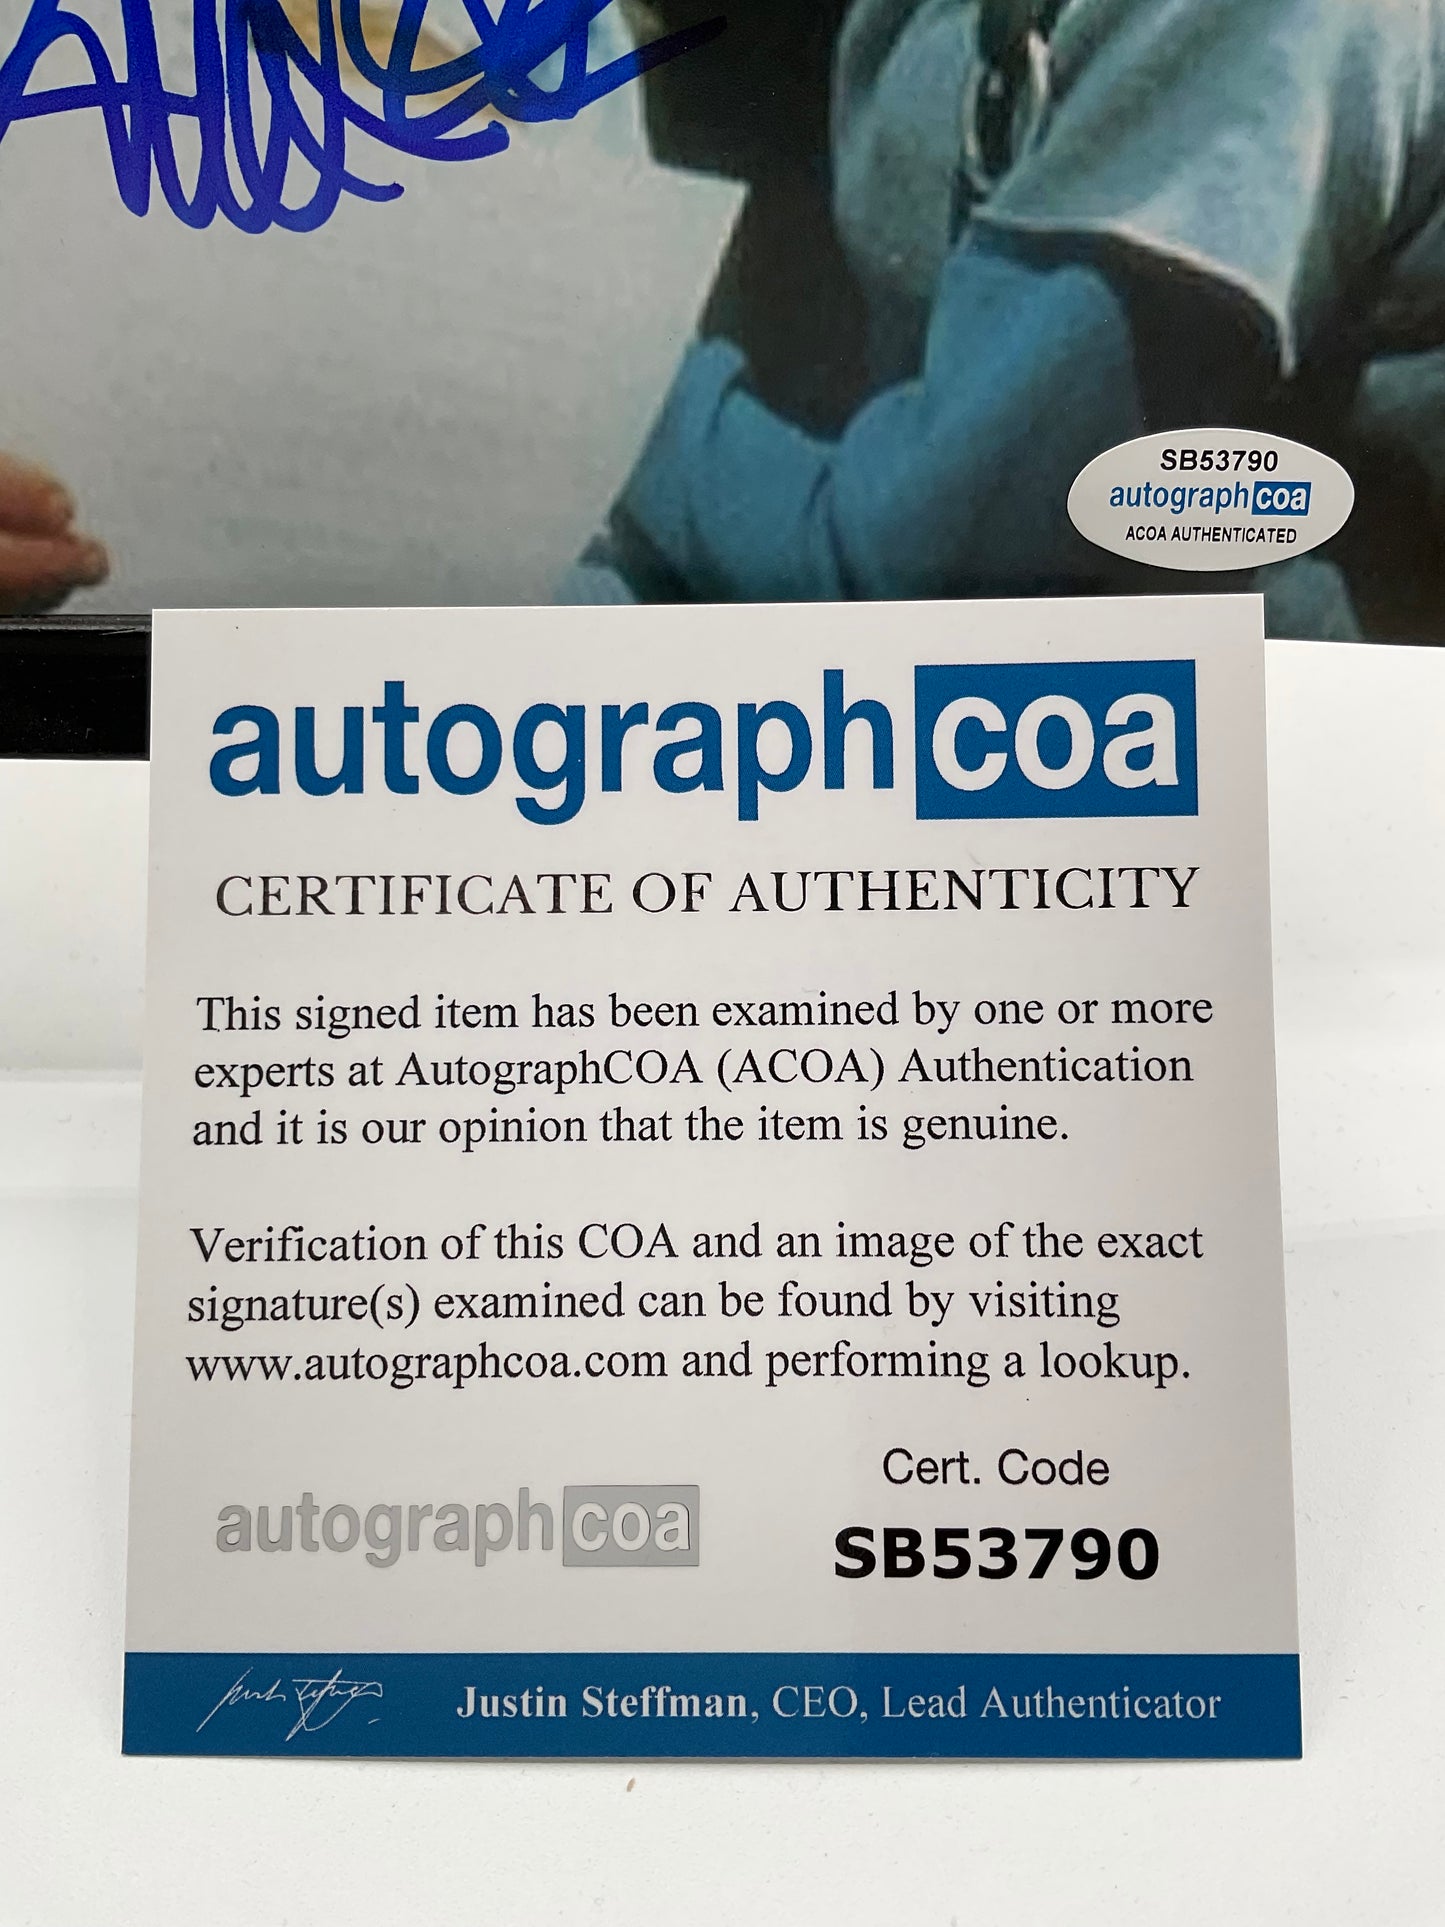 SB53790
autographcoa
ACOA AUTHENTICATED
autographcoa
CERTIFICATE OF AUTHENTICITY
This signed item has been examined by one or more
experts at AutographCOA (ACOA) Authentication
and it is our opinion that the item is genuine.
Verification of this COA and an image of the exact
signature(s) examined can be found by visiting
www.autographcoa.com and performing a lookup.
Cert. Code
autographcoa
SB53790
Justin Steffman, CEO, Lead Authenticator